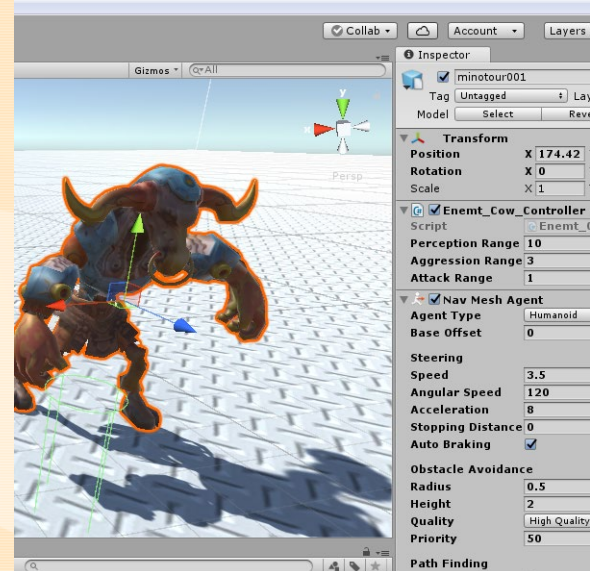 Collab Account Layers
Inspector
Gizmos All
minotour001
Tag Untagged
Model Select
y
x
Persp
Transform
Position X 174.42
Rotation X 0
Scale X 1
Enemt_Cow_Controller
Script
Perception Range 10
Aggression Range 3
Attack Range 1
Nav Mesh Agent
Agent Type Humanoid
Base Offset 0
Steering
Speed 3.5
Angular Speed 120
Acceleration 8
Stopping Distance 0
Auto Braking
Obstacle Avoidance
Radius 0.5
Height 2
Quality High Quality
Priority 50
Path Finding